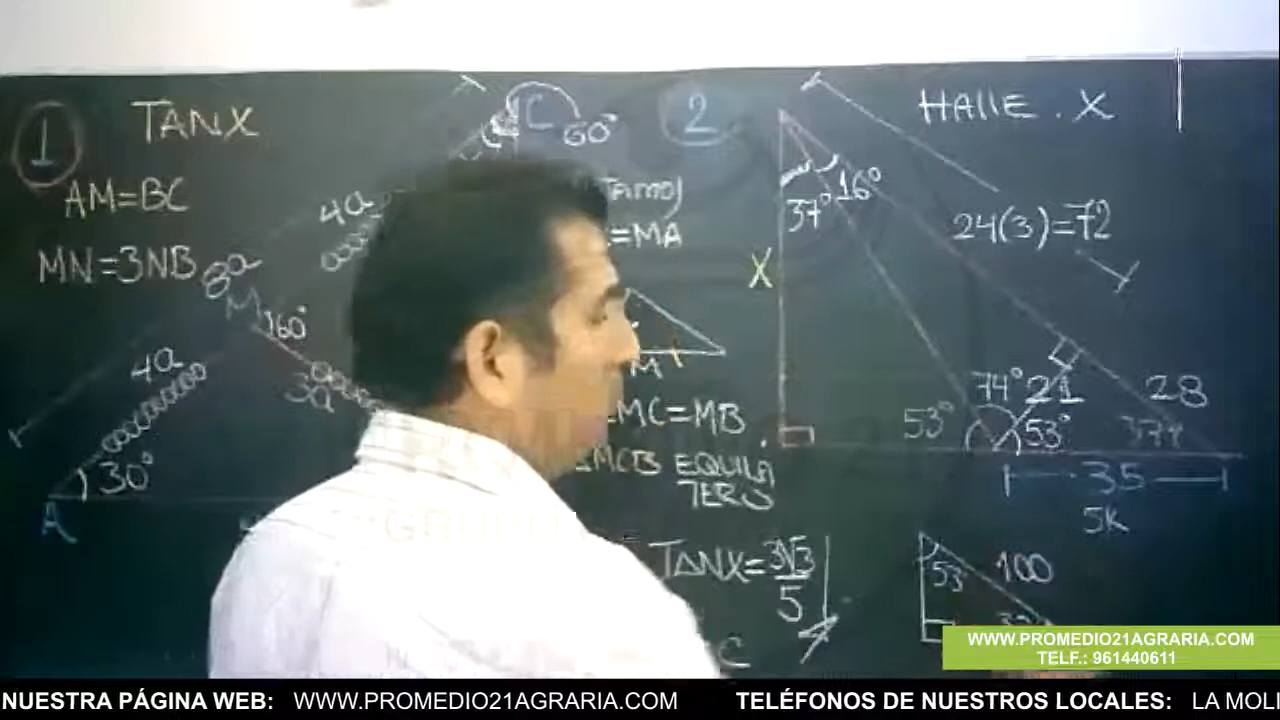 1
TANX
AM=BC
MN=3NB
8a
M
160°
4a
3a
4a
30°
A
C
60°
=MA
M
MC=MB
MCB EQUILA
TERO
TANX=3√3/5
C
2
HALLE. X
37°
16°
24(3)=72
X
74°
21
28
53°
53°
37°
35
5K
53
100
WWW.PROMEDIO21AGRARIA.COM
TELF.: 961440611
NUESTRA PÁGINA WEB: WWW.PROMEDIO21AGRARIA.COM TELÉFONOS DE NUESTROS LOCALES: LA MOLI